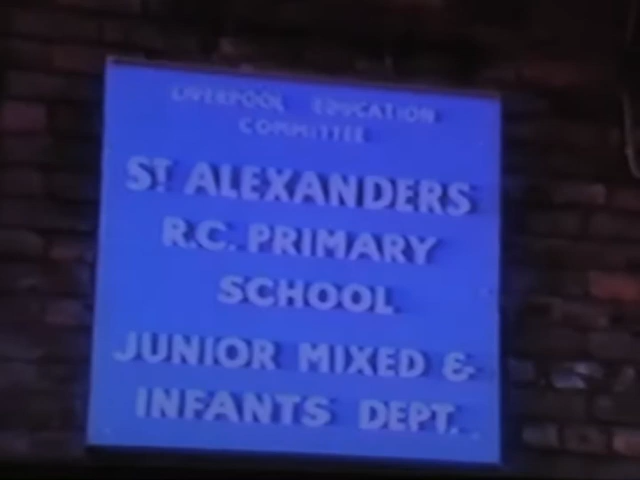 LIVERPOOL EDUCATION
COMMITTEE
ST ALEXANDERS
R.C. PRIMARY
SCHOOL
JUNIOR MIXED &
INFANTS DEPT.